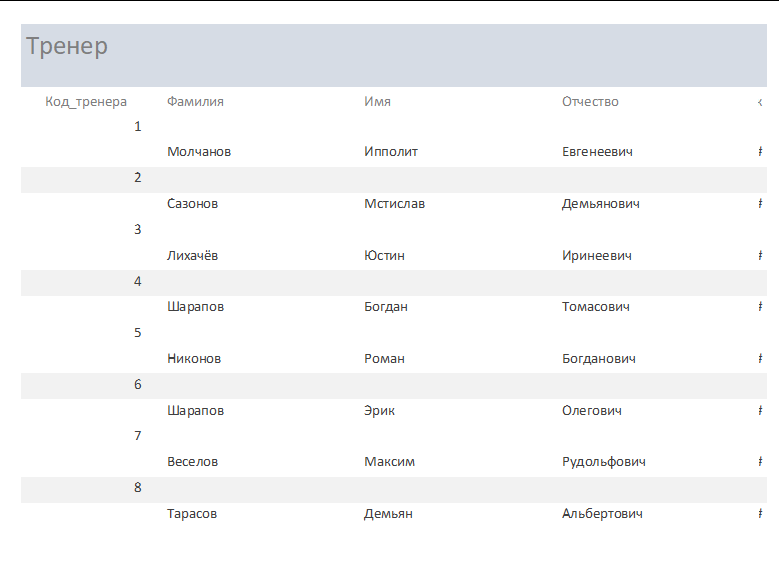 Тренер
Код_тренера Фамилия Имя Отчество
1
Молчанов Ипполит Евгенеевич
2
Сазонов Мстислав Демьянович
3
Лихачёв Юстин Иринеевич
4
Шарапов Богдан Томасович
5
Никонов Роман Богданович
6
Шарапов Эрик Олегович
7
Веселов Максим Рудольфович
8
Тарасов Демьян Альбертович